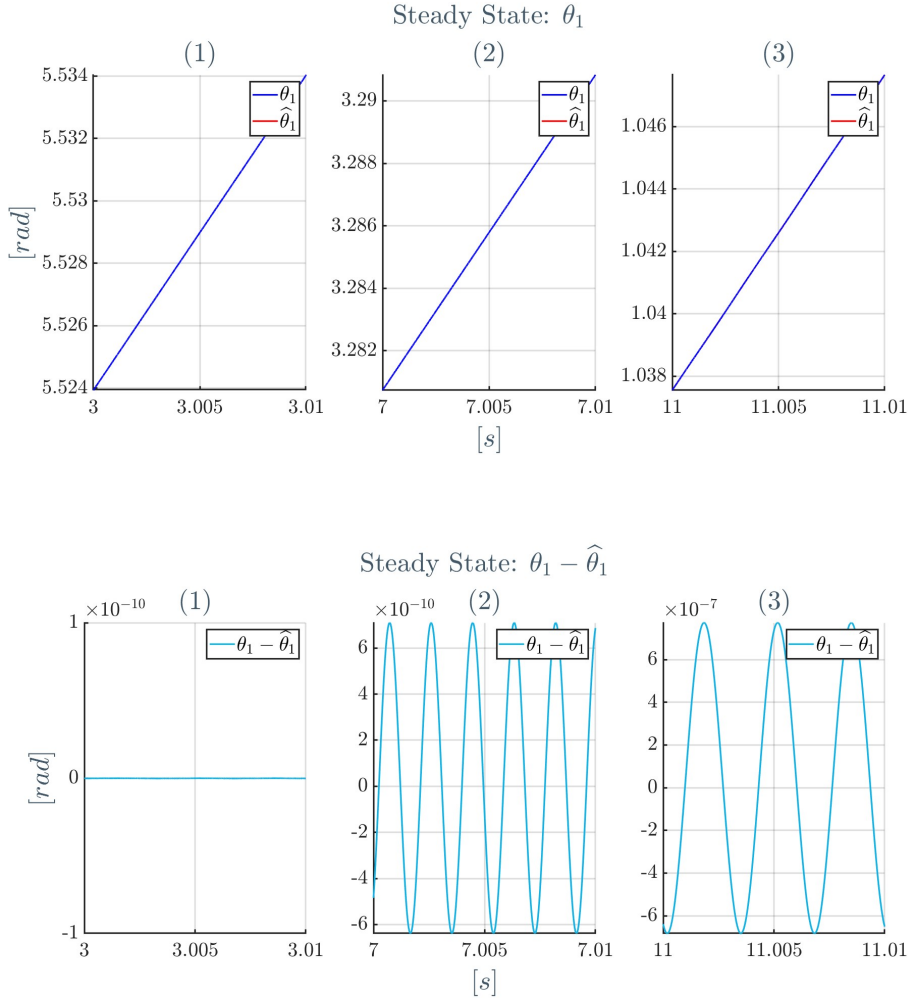 Steady State: θ₁
(1) (2) (3)
5.534
5.532
5.53
5.528
5.526
5.524
[rad]
3 3.005 3.01
θ₁
θ̂₁
3.29
3.288
3.286
3.284
3.282
7 7.005 7.01
θ₁
θ̂₁
1.046
1.044
1.042
1.04
1.038
11 11.005 11.01
θ₁
θ̂₁
[s]
Steady State: θ₁ − θ̂₁
(1) (2) (3)
×10⁻¹⁰
1
0
-1
[rad]
3 3.005 3.01
θ₁ − θ̂₁
×10⁻¹⁰
6
4
2
0
-2
-4
-6
7 7.005 7.01
θ₁ − θ̂₁
×10⁻⁷
6
4
2
0
-2
-4
-6
11 11.005 11.01
θ₁ − θ̂₁
[s]